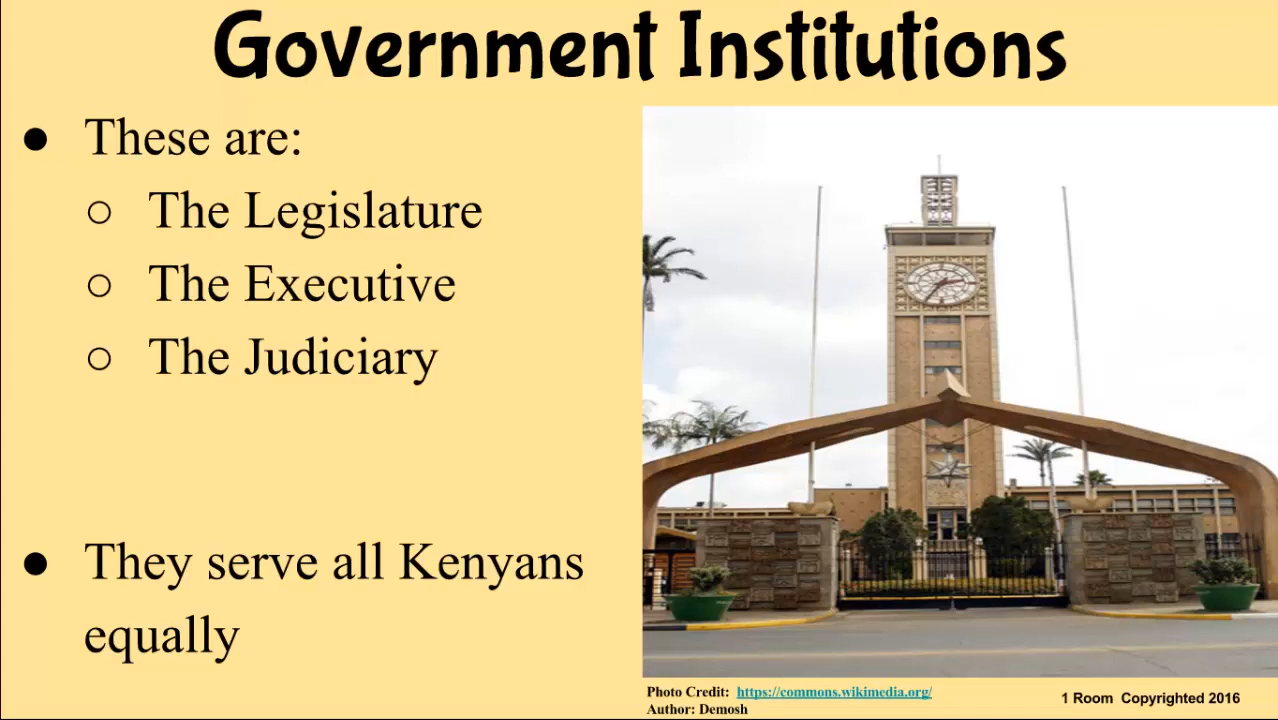 Government Institutions
● These are:
○ The Legislature
○ The Executive
○ The Judiciary
● They serve all Kenyans
equally
Photo Credit: https://commons.wikimedia.org/
Author: Demosh
1 Room Copyrighted 2016